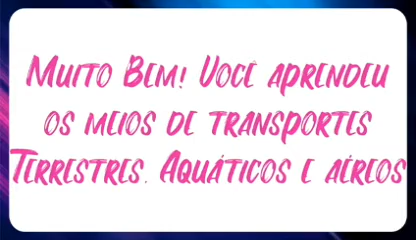 Muito Bem! Você aprendeu
os meios de transportes
Terrestres. Aquáticos e aéreos